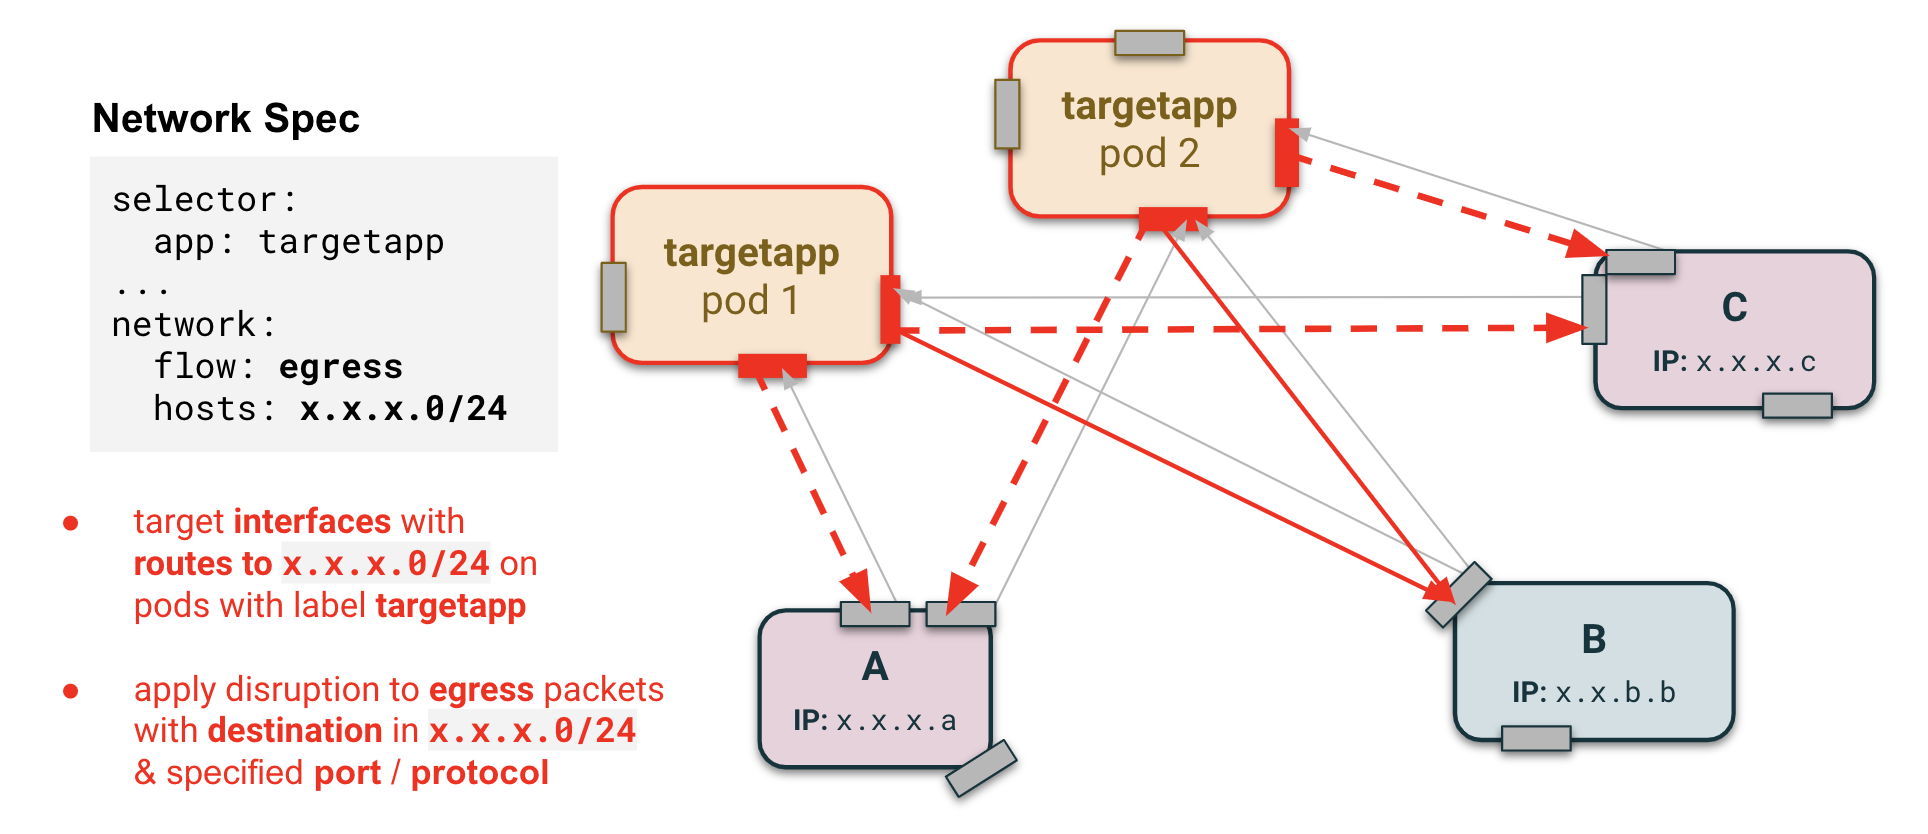 Network Spec
selector:
  app: targetapp
...
network:
  flow: egress
  hosts: x.x.x.0/24
● target interfaces with
routes to x.x.x.0/24 on
pods with label targetapp
● apply disruption to egress packets
with destination in x.x.x.0/24
& specified port / protocol
targetapp
pod 1
targetapp
pod 2
C
IP: x.x.x.c
A
IP: x.x.x.a
B
IP: x.x.b.b